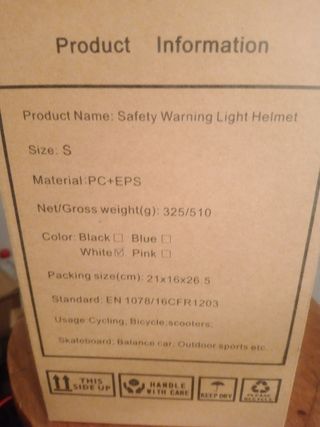 Product Information
Product Name: Safety Warning Light Helmet
Size: S
Material:PC+EPS
Net/Gross weight(g): 325/510
Color: Black☐ Blue☐
White☑ Pink☐
Packing size(cm): 21x16x26.5
Standard: EN 1078/16CFR1203
Usage:Cycling; Bicycle;scooters;
Skateboard; Balance car; Outdoor sports etc.
THIS
SIDE UP
HANDLE
WITH CARE
KEEP DRY
PLEASE
RECYCLE